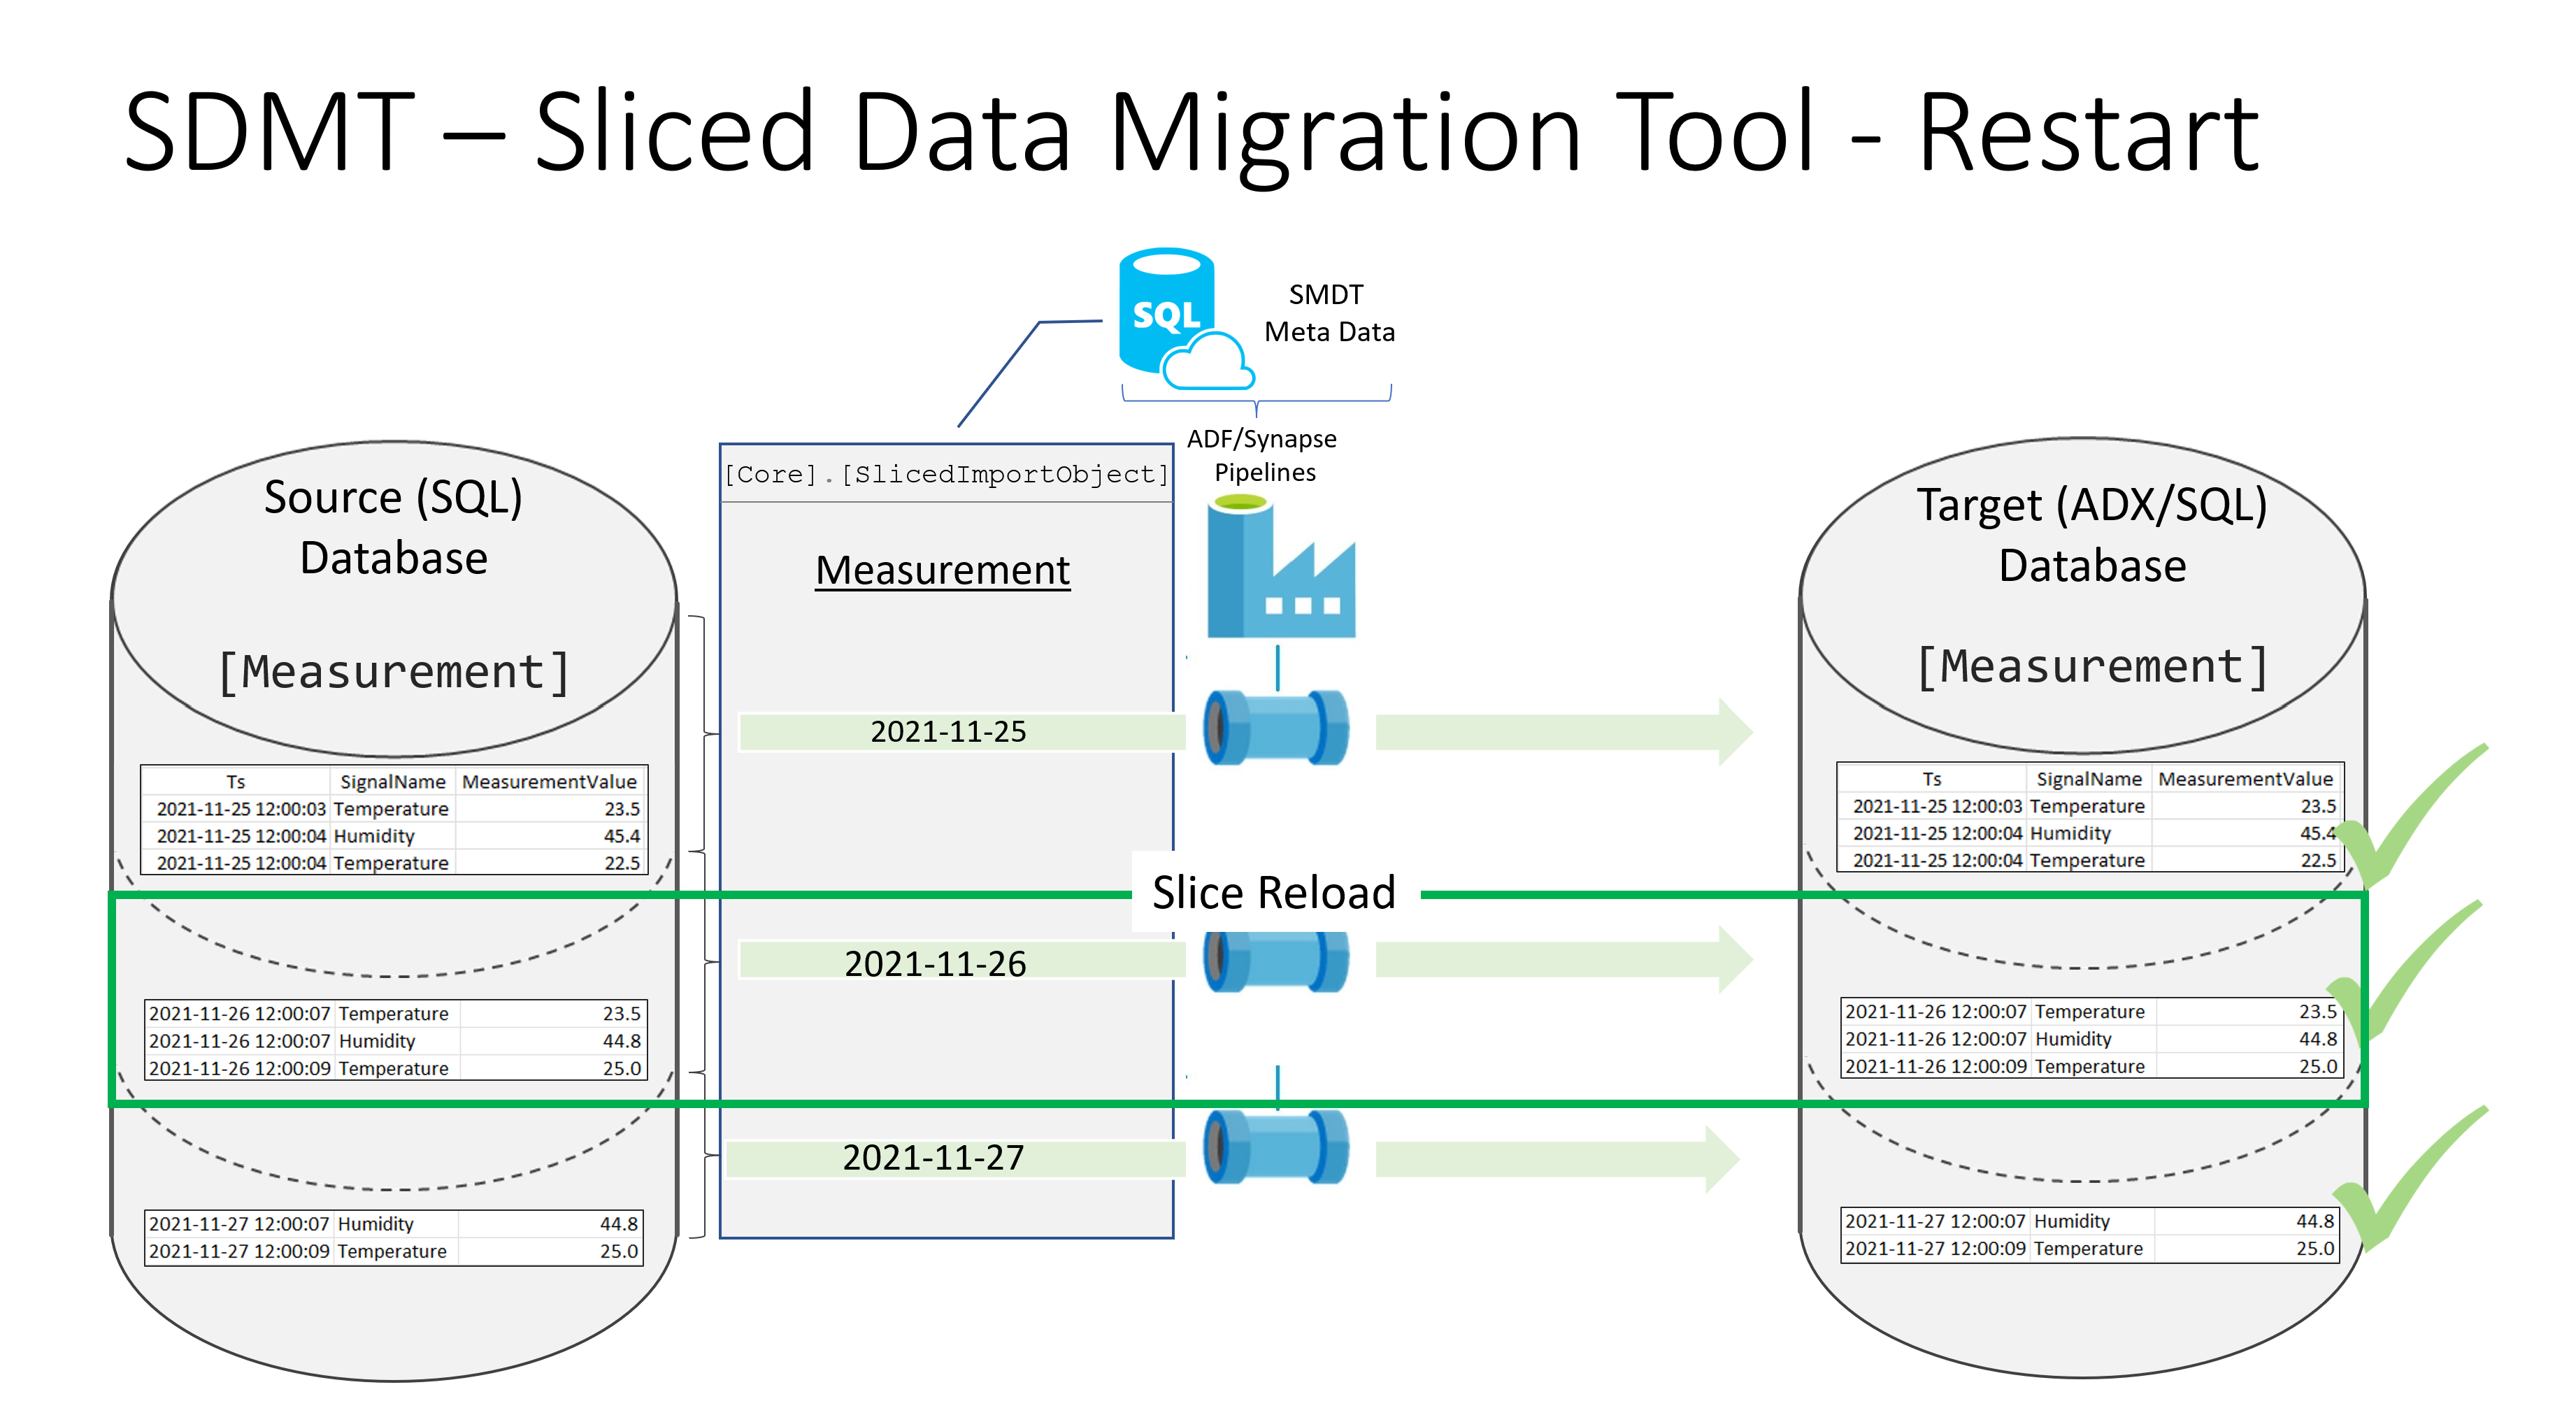 SDMT – Sliced Data Migration Tool - Restart
SQL
SMDT
Meta Data
ADF/Synapse
Pipelines
Source (SQL)
Database
[Measurement]
Ts SignalName MeasurementValue
2021-11-25 12:00:03 Temperature 23.5
2021-11-25 12:00:04 Humidity 45.4
2021-11-25 12:00:04 Temperature 22.5
2021-11-26 12:00:07 Temperature 23.5
2021-11-26 12:00:07 Humidity 44.8
2021-11-26 12:00:09 Temperature 25.0
2021-11-27 12:00:07 Humidity 44.8
2021-11-27 12:00:09 Temperature 25.0
[Core].[SlicedImportObject]
Measurement
2021-11-25
Slice Reload
2021-11-26
2021-11-27
Target (ADX/SQL)
Database
[Measurement]
Ts SignalName MeasurementValue
2021-11-25 12:00:03 Temperature 23.5
2021-11-25 12:00:04 Humidity 45.4
2021-11-25 12:00:04 Temperature 22.5
2021-11-26 12:00:07 Temperature 23.5
2021-11-26 12:00:07 Humidity 44.8
2021-11-26 12:00:09 Temperature 25.0
2021-11-27 12:00:07 Humidity 44.8
2021-11-27 12:00:09 Temperature 25.0